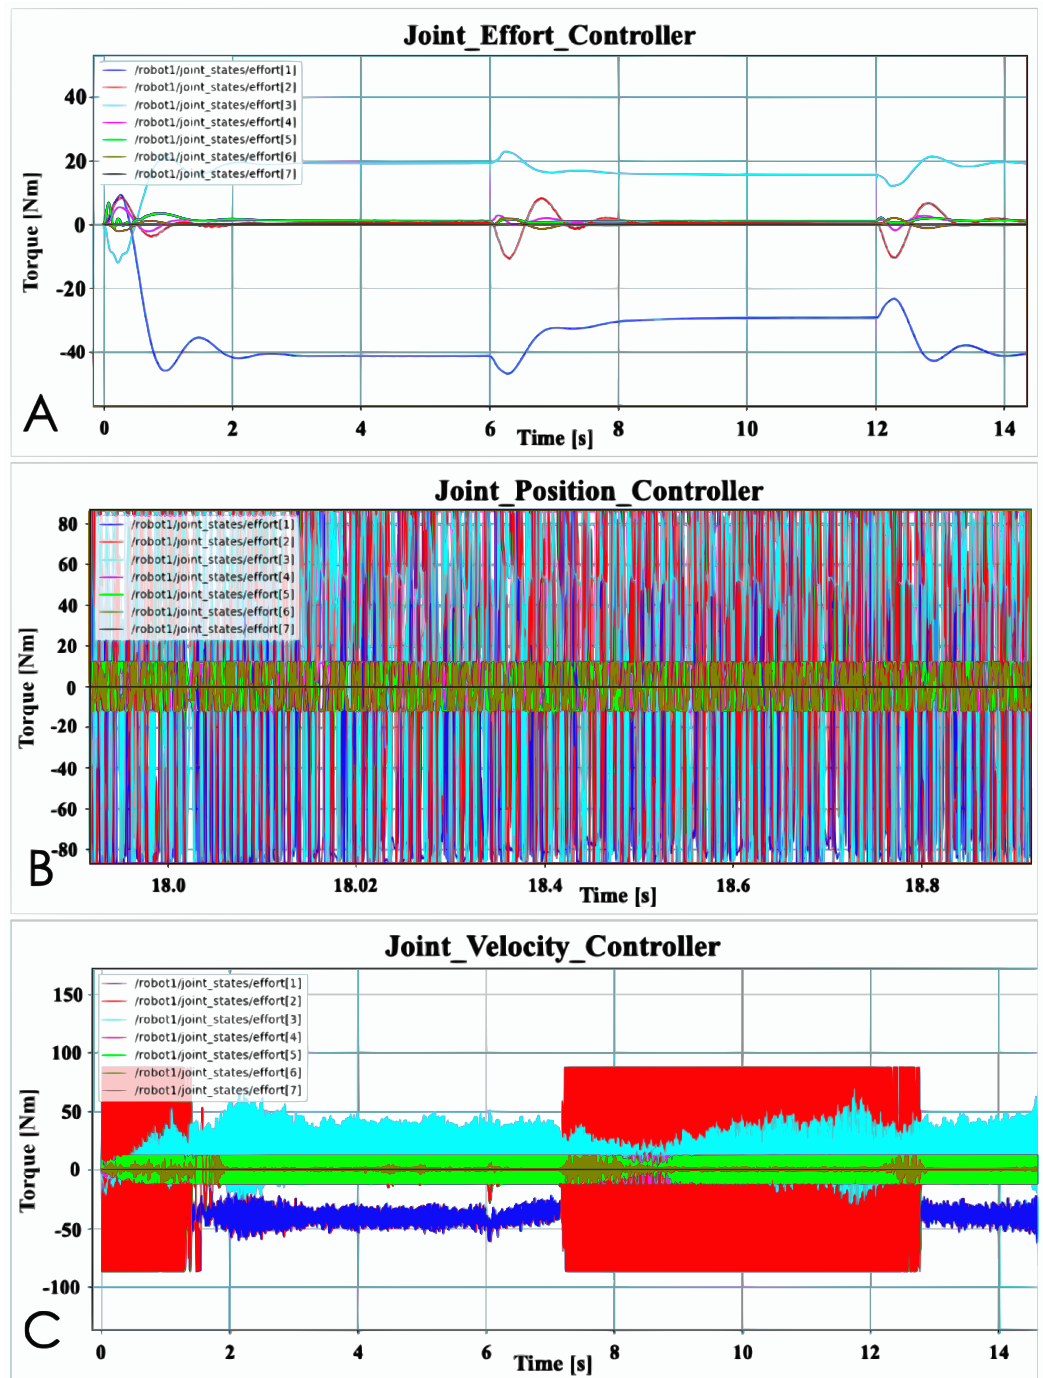 Joint_Effort_Controller
/robot1/joint_states/effort[1]
/robot1/joint_states/effort[2]
/robot1/joint_states/effort[3]
/robot1/joint_states/effort[4]
/robot1/joint_states/effort[5]
/robot1/joint_states/effort[6]
/robot1/joint_states/effort[7]
40
20
0
-20
-40
Torque [Nm]
A
0 2 4 6 8 10 12 14
Time [s]
Joint_Position_Controller
/robot1/joint_states/effort[1]
/robot1/joint_states/effort[2]
/robot1/joint_states/effort[3]
/robot1/joint_states/effort[4]
/robot1/joint_states/effort[5]
/robot1/joint_states/effort[6]
/robot1/joint_states/effort[7]
80
60
40
20
0
-20
-40
-60
-80
Torque [Nm]
B
18.0 18.02 18.4 18.6 18.8
Time [s]
Joint_Velocity_Controller
/robot1/joint_states/effort[1]
/robot1/joint_states/effort[2]
/robot1/joint_states/effort[3]
/robot1/joint_states/effort[4]
/robot1/joint_states/effort[5]
/robot1/joint_states/effort[6]
/robot1/joint_states/effort[7]
150
100
50
0
-50
-100
Torque [Nm]
C
0 2 4 6 8 10 12 14
Time [s]